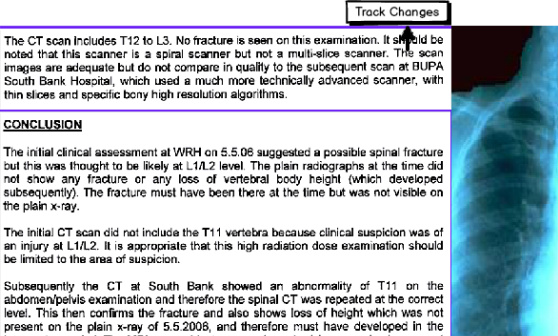 Track Changes
The CT scan includes T12 to L3. No fracture is seen on this examination. It should be
noted that this scanner is a spiral scanner but not a multi-slice scanner. The scan
images are adequate but do not compare in quality to the subsequent scan at BUPA
South Bank Hospital, which used a much more technically advanced scanner, with
thin slices and specific bony high resolution algorithms.
CONCLUSION
The initial clinical assessment at WRH on 5.5.06 suggested a possible spinal fracture
but this was thought to be likely at L1/L2 level. The plain radiographs at the time did
not show any fracture or any loss of vertebral body height (which developed
subsequently). The fracture must have been there at the time but was not visible on
the plain x-ray.
The initial CT scan did not include the T11 vertebra because clinical suspicion was of
an injury at L1/L2. It is appropriate that this high radiation dose examination should
be limited to the area of suspicion.
Subsequently the CT at South Bank showed an abnormality of T11 on the
abdomen/pelvis examination and therefore the spinal CT was repeated at the correct
level. This then confirms the fracture and also shows loss of height which was not
present on the plain x-ray of 5.5.2006, and therefore must have developed in the